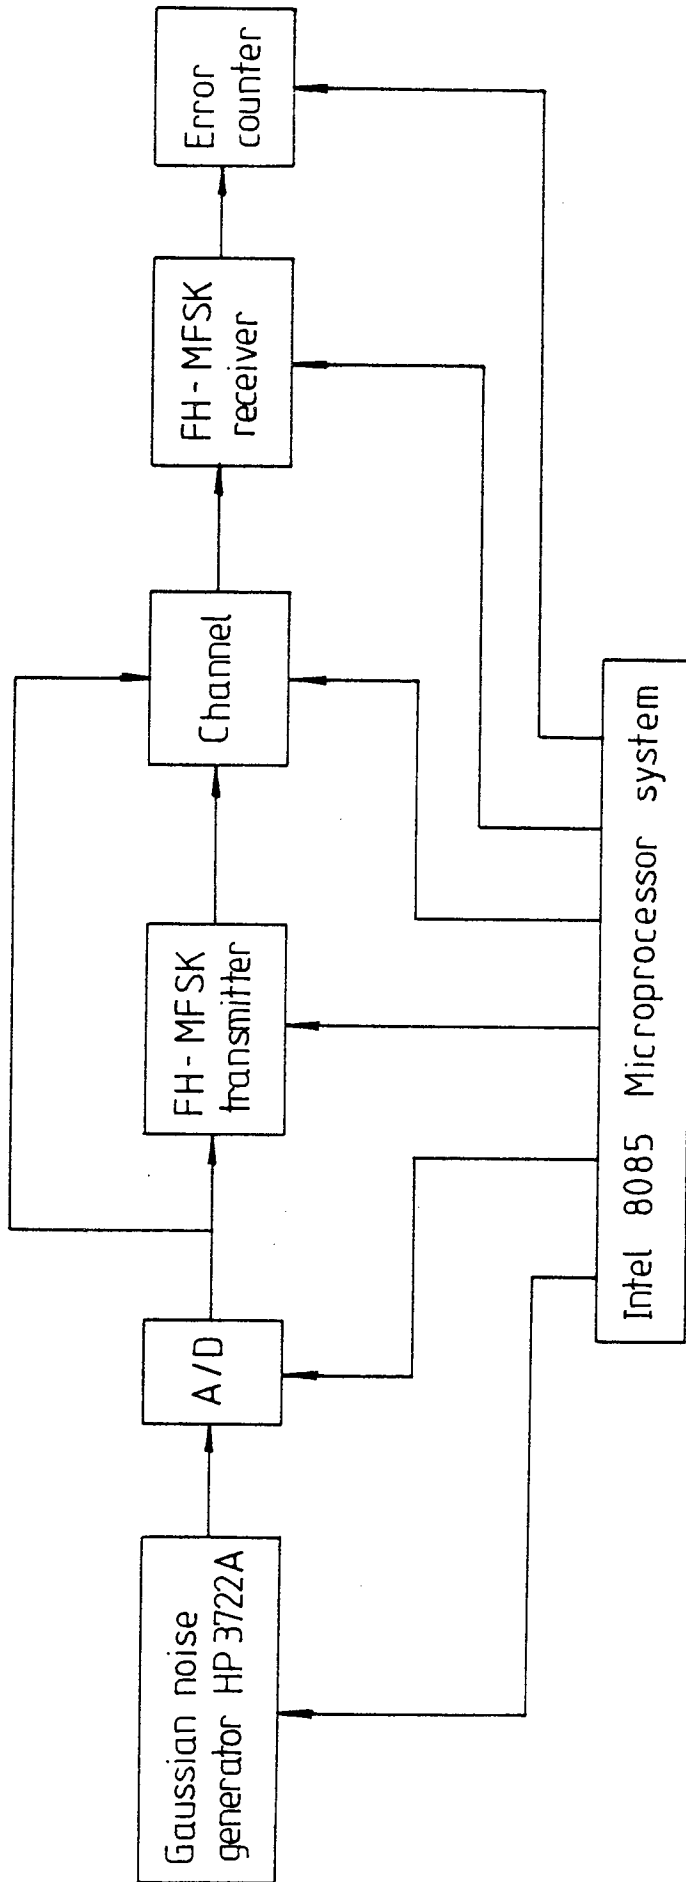 Gaussian noise
generator HP 3722A
A/D
FH-MFSK
transmitter
Channel
FH-MFSK
receiver
Error
counter
Intel 8085 Microprocessor system